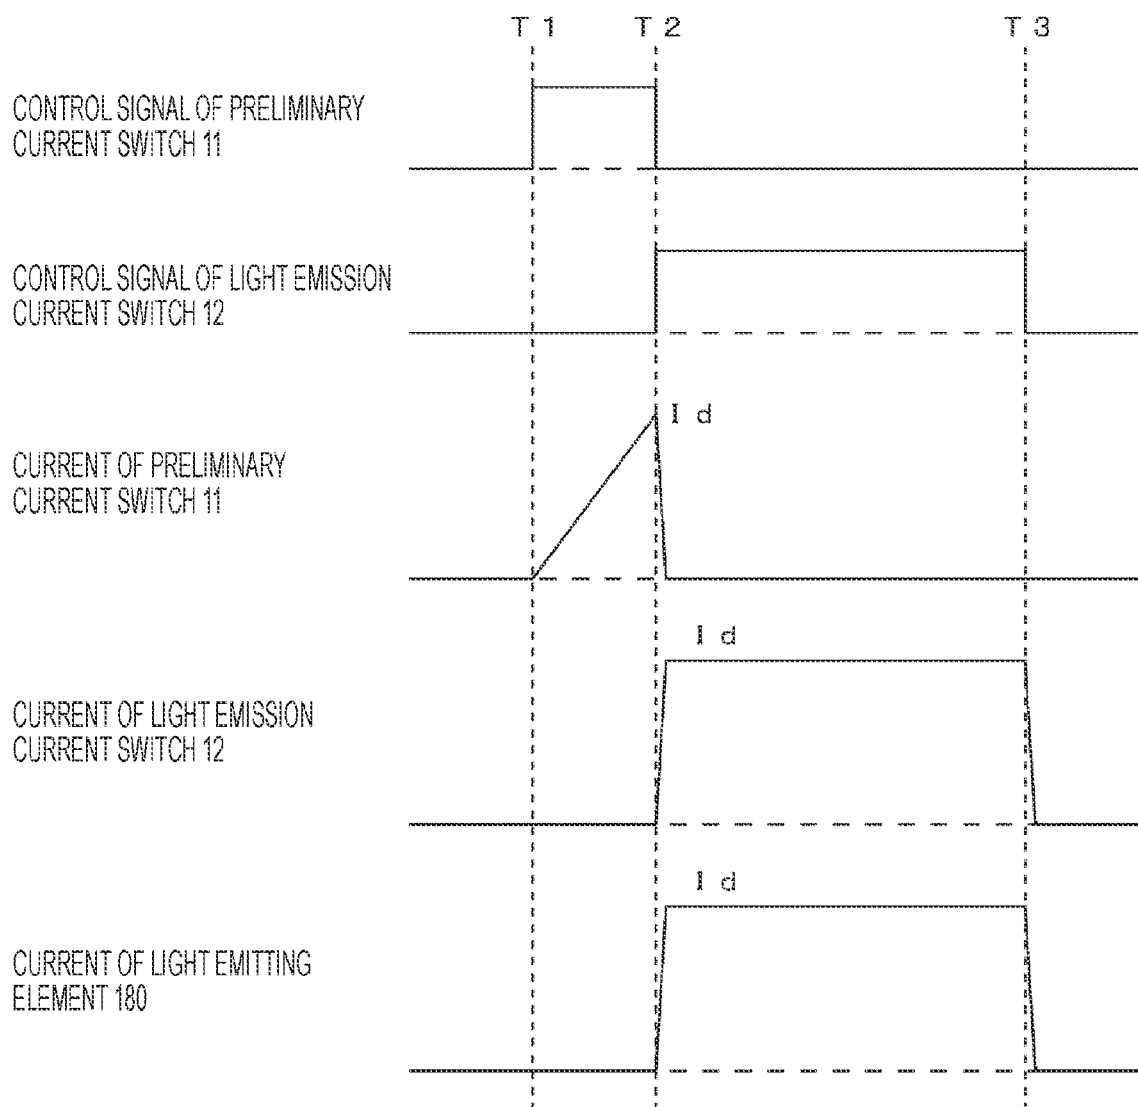 T 1 T 2 T 3
CONTROL SIGNAL OF PRELIMINARY
CURRENT SWITCH 11
CONTROL SIGNAL OF LIGHT EMISSION
CURRENT SWITCH 12
I d
CURRENT OF PRELIMINARY
CURRENT SWITCH 11
I d
CURRENT OF LIGHT EMISSION
CURRENT SWITCH 12
I d
CURRENT OF LIGHT EMITTING
ELEMENT 180